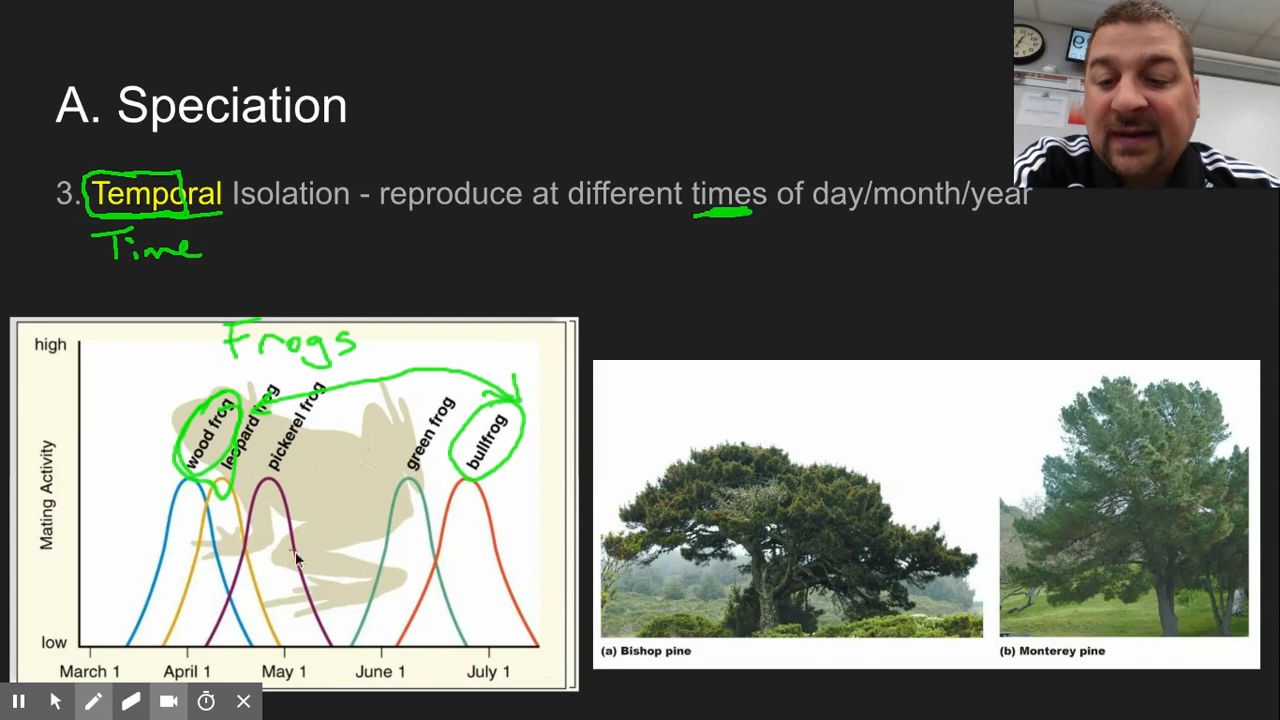 A. Speciation
3. Temporal Isolation - reproduce at different times of day/month/year
Time
Frogs
high
wood frog
leopard frog
pickerel frog
green frog
bullfrog
Mating Activity
low
March 1
April 1
May 1
June 1
July 1
(a) Bishop pine
(b) Monterey pine